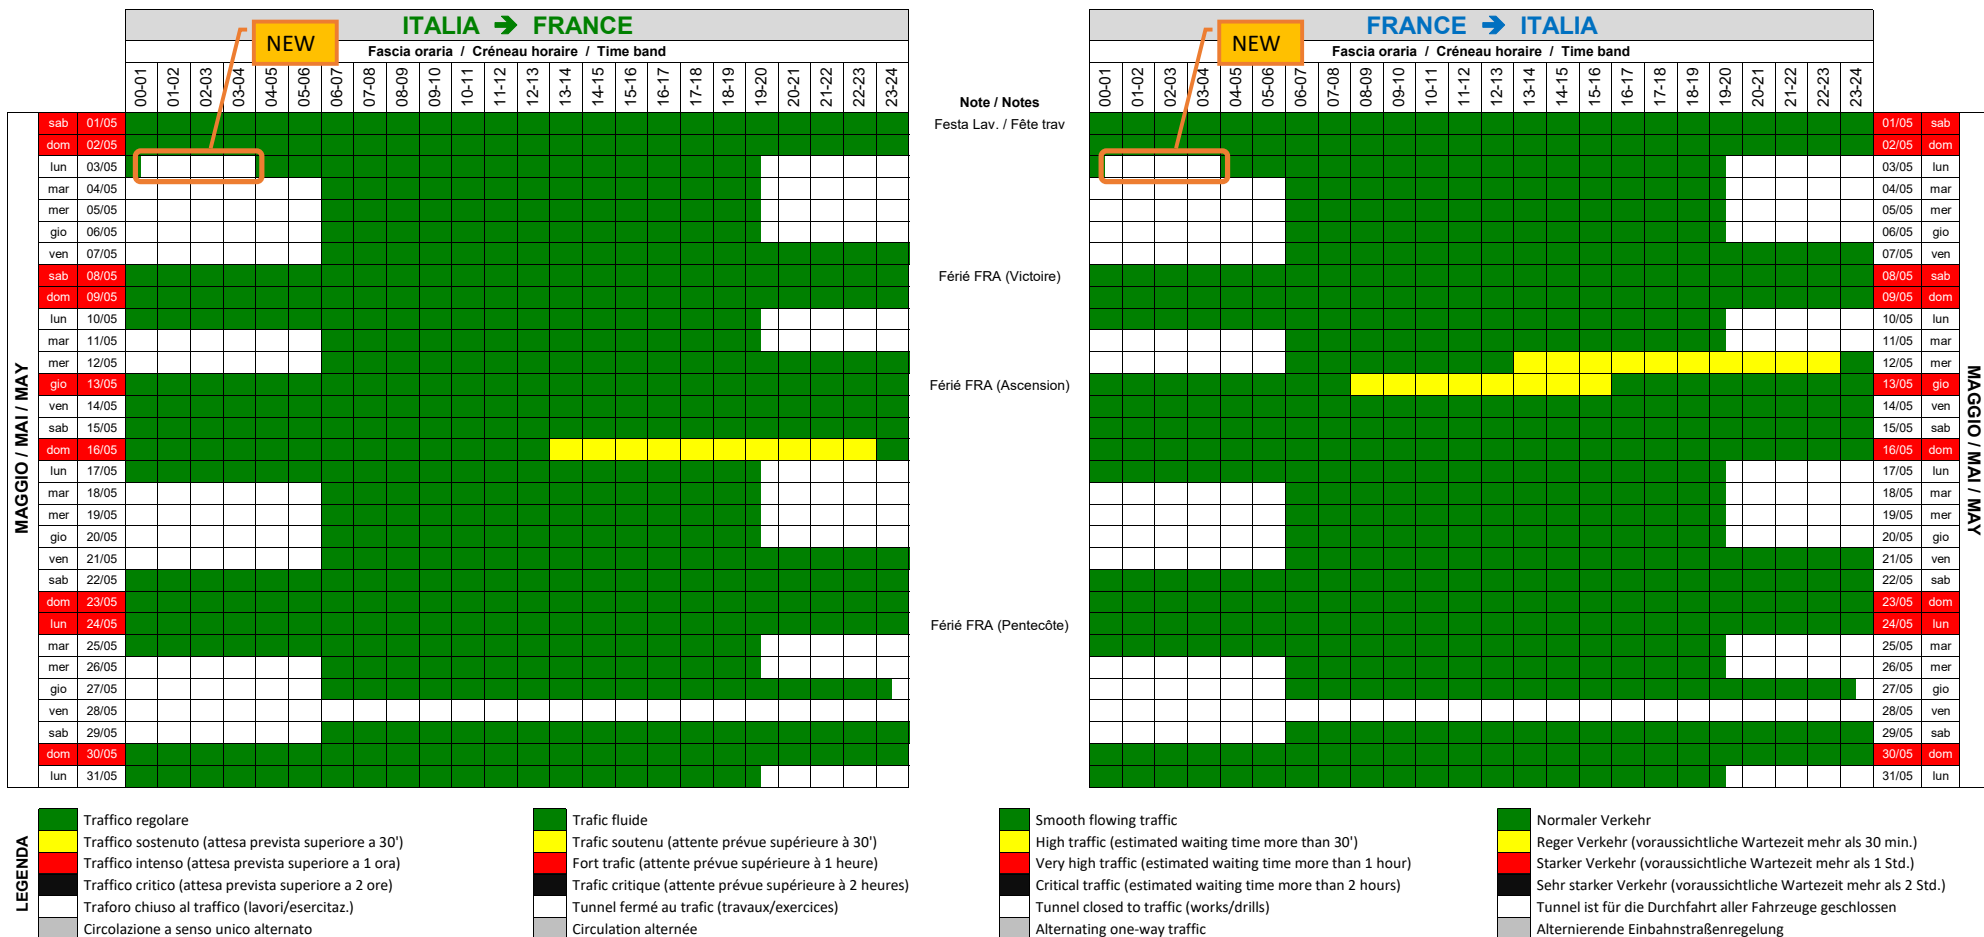 ITALIA ➔ FRANCE
NEW
Fascia oraria / Créneau horaire / Time band
00-01 01-02 02-03 03-04 04-05 05-06 06-07 07-08 08-09 09-10 10-11 11-12 12-13 13-14 14-15 15-16 16-17 17-18 18-19 19-20 20-21 21-22 22-23 23-24
MAGGIO / MAI / MAY
sab 01/05
dom 02/05
lun 03/05
mar 04/05
mer 05/05
gio 06/05
ven 07/05
sab 08/05
dom 09/05
lun 10/05
mar 11/05
mer 12/05
gio 13/05
ven 14/05
sab 15/05
dom 16/05
lun 17/05
mar 18/05
mer 19/05
gio 20/05
ven 21/05
sab 22/05
dom 23/05
lun 24/05
mar 25/05
mer 26/05
gio 27/05
ven 28/05
sab 29/05
dom 30/05
lun 31/05
Note / Notes
Festa Lav. / Fête trav
Férié FRA (Victoire)
Férié FRA (Ascension)
Férié FRA (Pentecôte)
FRANCE ➔ ITALIA
NEW
Fascia oraria / Créneau horaire / Time band
00-01 01-02 02-03 03-04 04-05 05-06 06-07 07-08 08-09 09-10 10-11 11-12 12-13 13-14 14-15 15-16 16-17 17-18 18-19 19-20 20-21 21-22 22-23 23-24
01/05 sab
02/05 dom
03/05 lun
04/05 mar
05/05 mer
06/05 gio
07/05 ven
08/05 sab
09/05 dom
10/05 lun
11/05 mar
12/05 mer
13/05 gio
14/05 ven
15/05 sab
16/05 dom
17/05 lun
18/05 mar
19/05 mer
20/05 gio
21/05 ven
22/05 sab
23/05 dom
24/05 lun
25/05 mar
26/05 mer
27/05 gio
28/05 ven
29/05 sab
30/05 dom
31/05 lun
MAGGIO / MAI / MAY
LEGENDA
Traffico regolare
Traffico sostenuto (attesa prevista superiore a 30')
Traffico intenso (attesa prevista superiore a 1 ora)
Traffico critico (attesa prevista superiore a 2 ore)
Traforo chiuso al traffico (lavori/esercitaz.)
Circolazione a senso unico alternato
Trafic fluide
Trafic soutenu (attente prévue supérieure à 30')
Fort trafic (attente prévue supérieure à 1 heure)
Trafic critique (attente prévue supérieure à 2 heures)
Tunnel fermé au trafic (travaux/exercices)
Circulation alternée
Smooth flowing traffic
High traffic (estimated waiting time more than 30')
Very high traffic (estimated waiting time more than 1 hour)
Critical traffic (estimated waiting time more than 2 hours)
Tunnel closed to traffic (works/drills)
Alternating one-way traffic
Normaler Verkehr
Reger Verkehr (voraussichtliche Wartezeit mehr als 30 min.)
Starker Verkehr (voraussichtliche Wartezeit mehr als 1 Std.)
Sehr starker Verkehr (voraussichtliche Wartezeit mehr als 2 Std.)
Tunnel ist für die Durchfahrt aller Fahrzeuge geschlossen
Alternierende Einbahnstraßenregelung